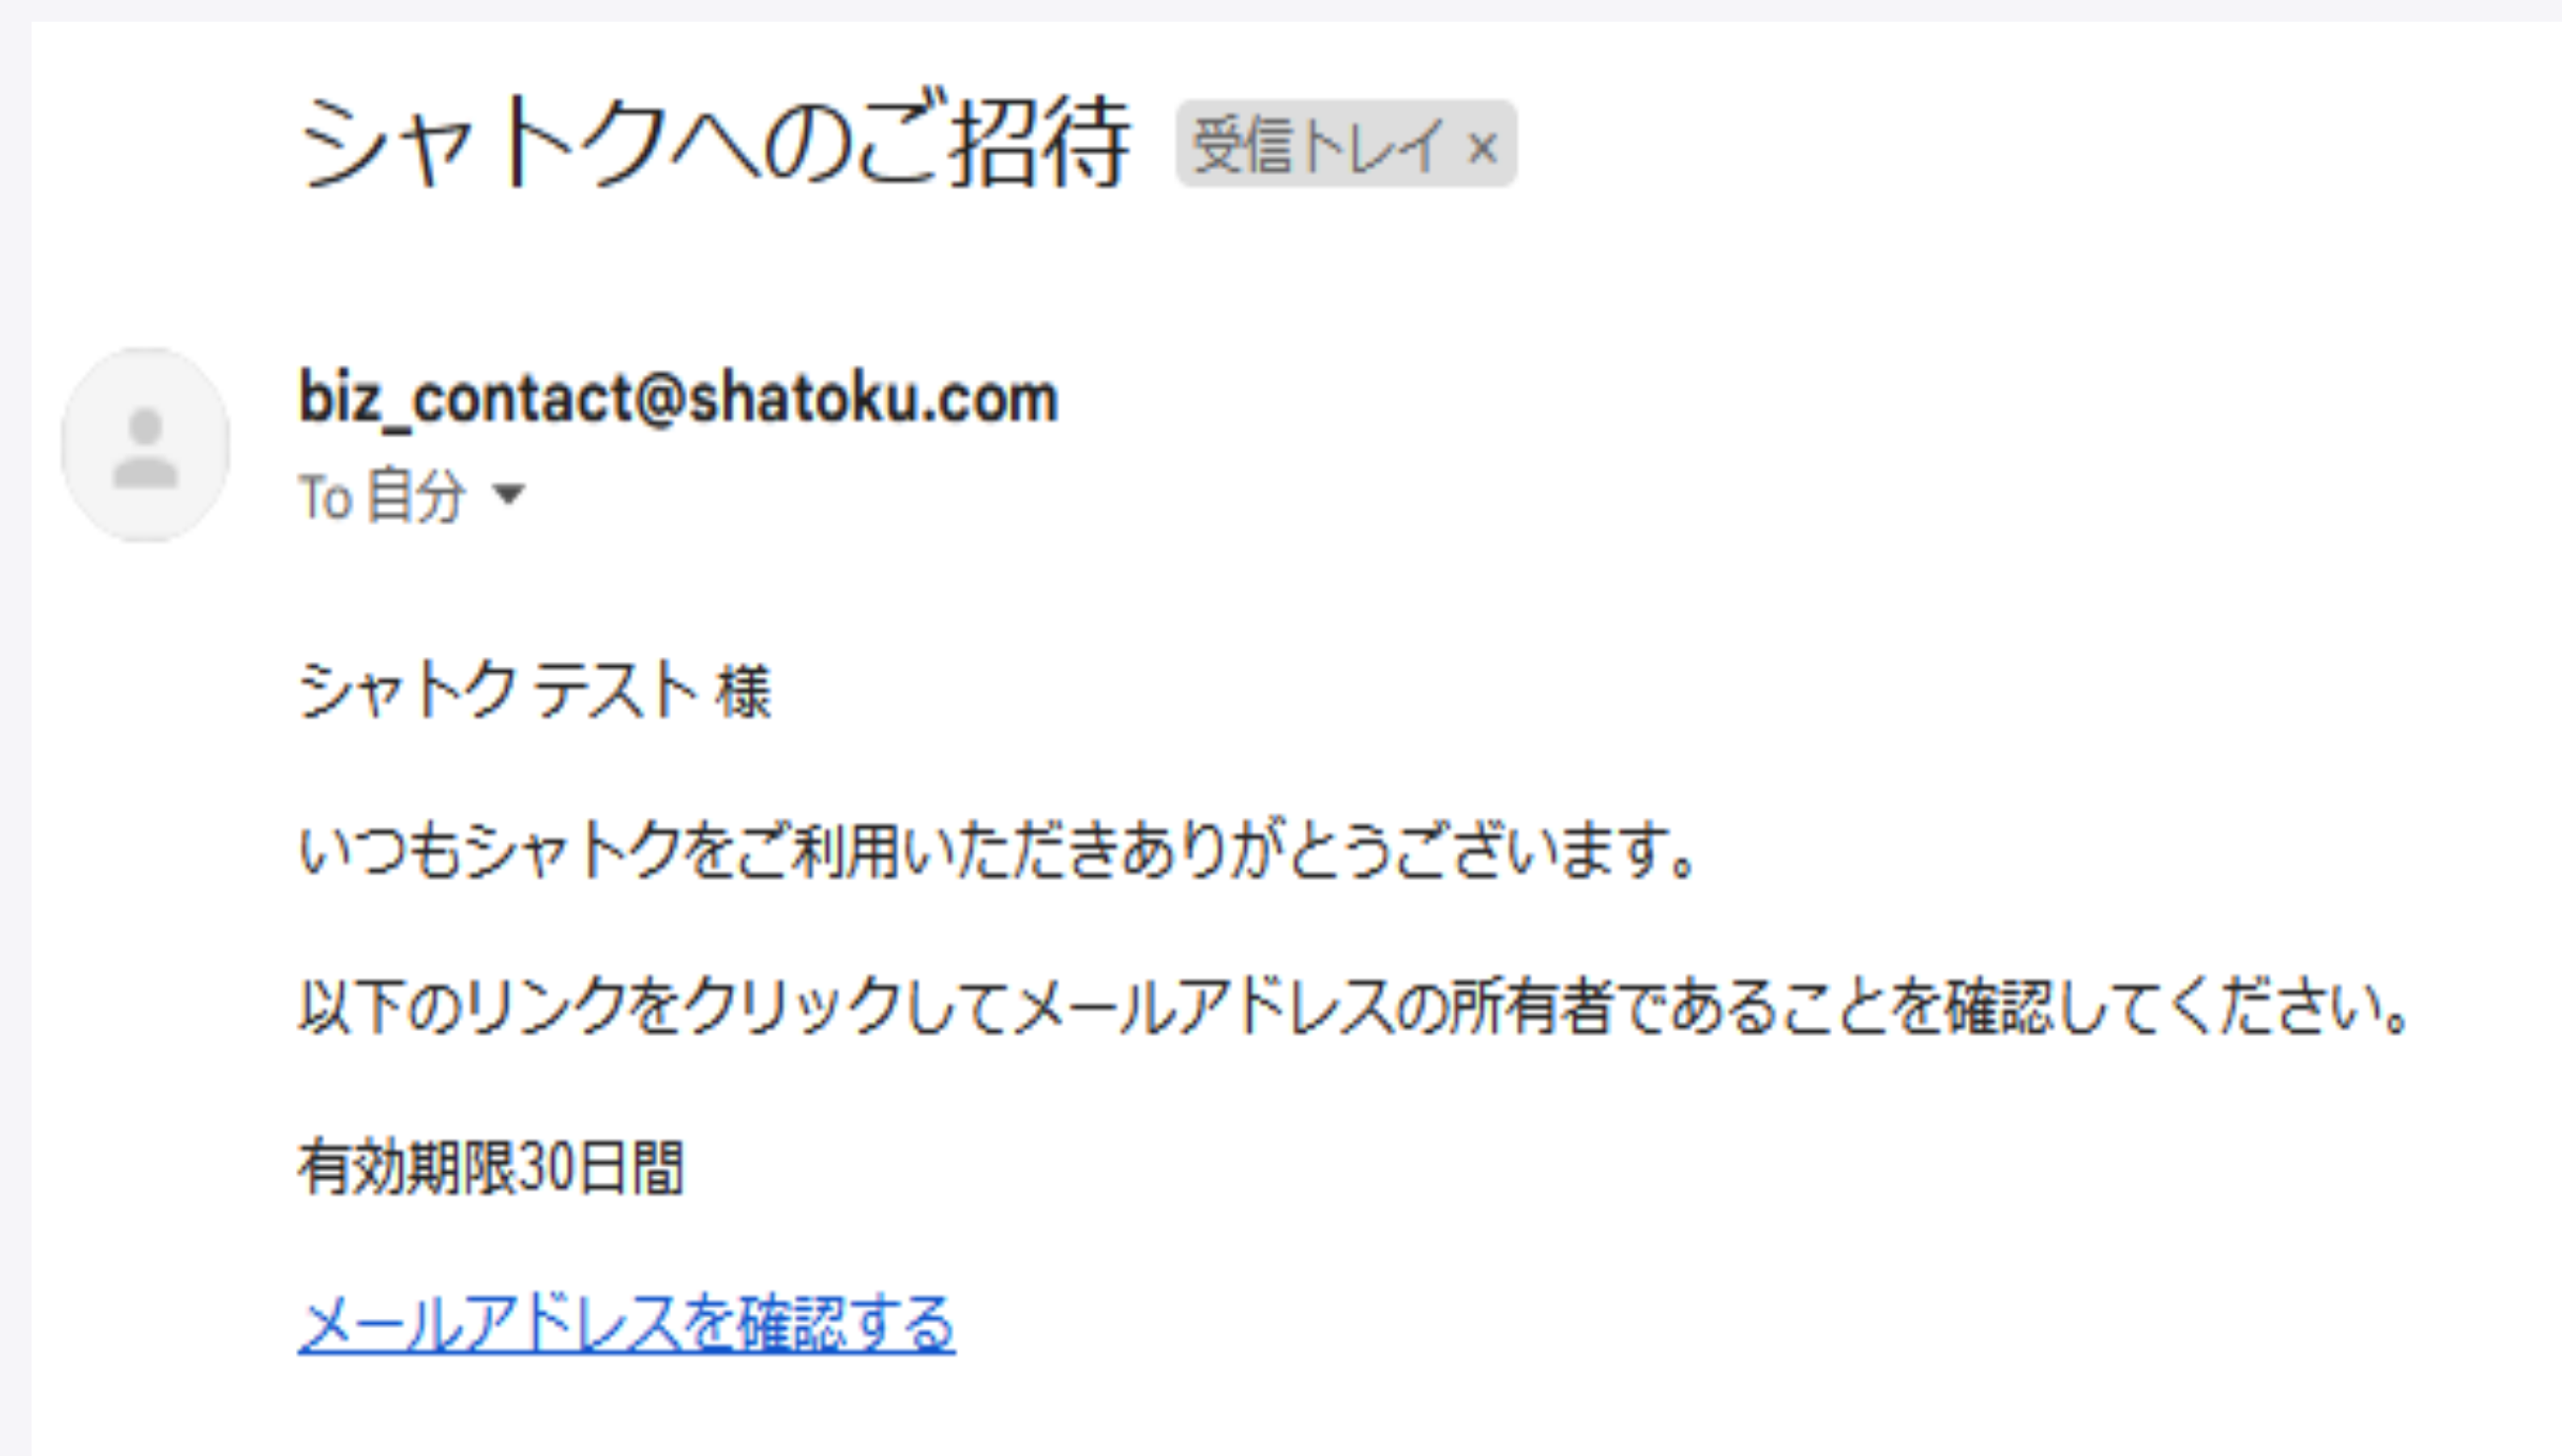 シャトクへのご招待 受信トレイ ×
biz_contact@shatoku.com
To 自分
シャトク テスト 様
いつもシャトクをご利用いただきありがとうございます。
以下のリンクをクリックしてメールアドレスの所有者であることを確認してください。
有効期限30日間
メールアドレスを確認する